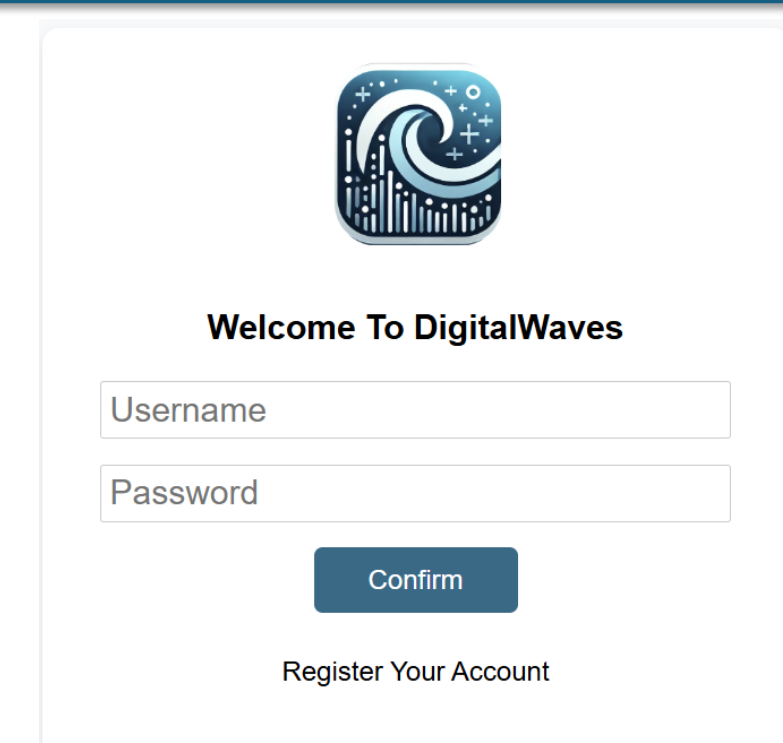 Welcome To DigitalWaves
Username
Password
Confirm
Register Your Account